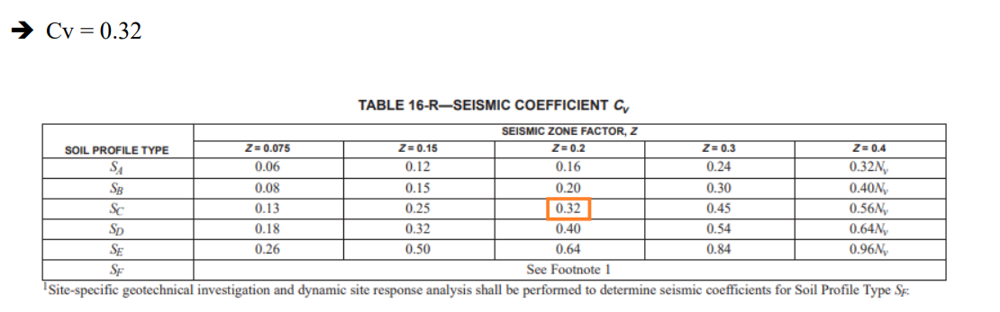 ➔ Cv = 0.32
TABLE 16-R—SEISMIC COEFFICIENT Cv
SEISMIC ZONE FACTOR, Z
SOIL PROFILE TYPE Z = 0.075 Z = 0.15 Z = 0.2 Z = 0.3 Z = 0.4
SA 0.06 0.12 0.16 0.24 0.32Nv
SB 0.08 0.15 0.20 0.30 0.40Nv
SC 0.13 0.25 0.32 0.45 0.56Nv
SD 0.18 0.32 0.40 0.54 0.64Nv
SE 0.26 0.50 0.64 0.84 0.96Nv
SF See Footnote 1
1Site-specific geotechnical investigation and dynamic site response analysis shall be performed to determine seismic coefficients for Soil Profile Type SF.